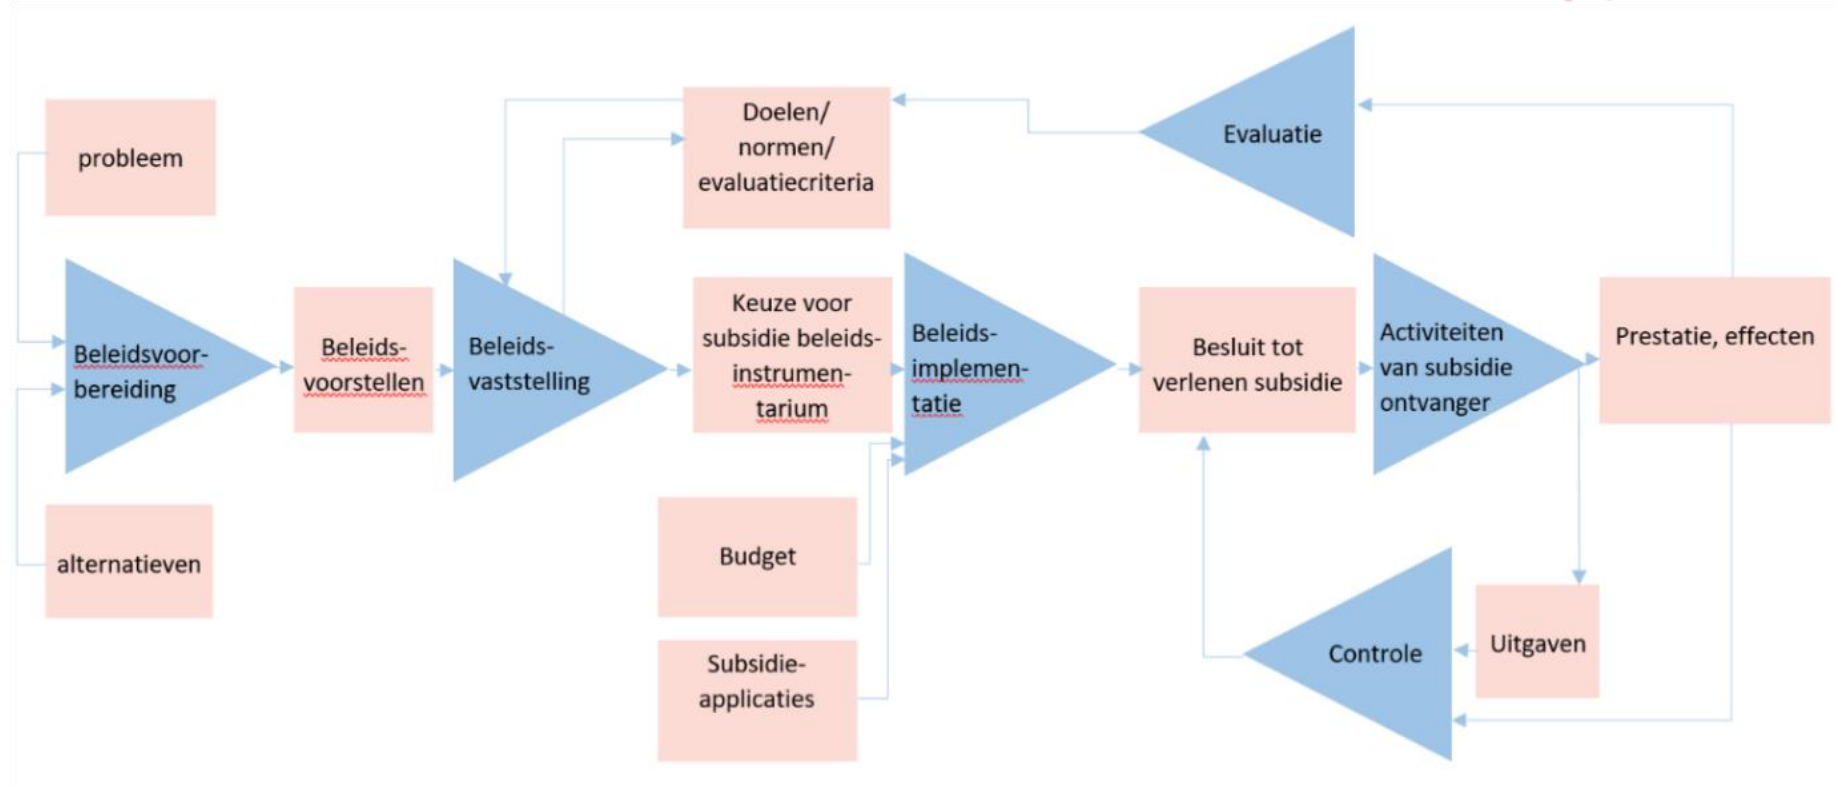 Doelen/
normen/
evaluatiecriteria
Evaluatie
probleem
Beleidsvoor-
bereiding
Beleids-
voorstellen
Beleids-
vaststelling
Keuze voor
subsidie beleids-
instrumen-
tarium
Beleids-
implemen-
tatie
Besluit tot
verlenen subsidie
Activiteiten
van subsidie
ontvanger
Prestatie, effecten
alternatieven
Budget
Subsidie-
applicaties
Controle
Uitgaven